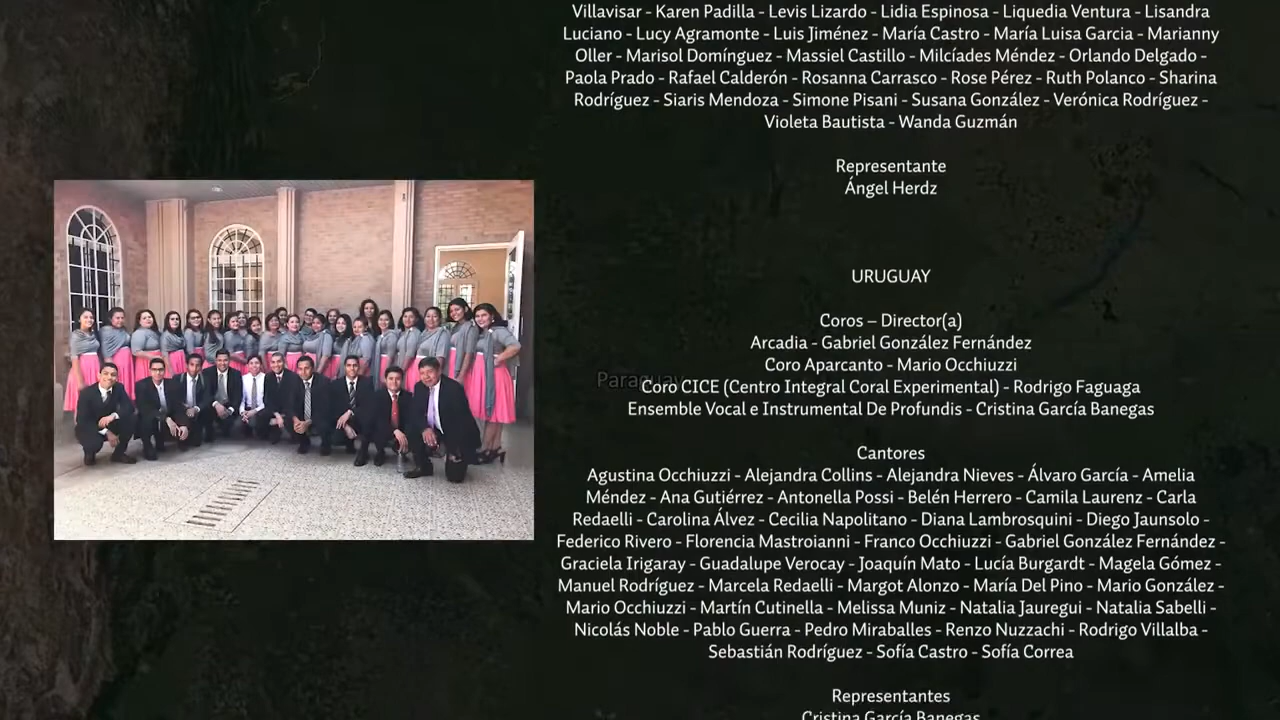 Villavisar - Karen Padilla - Levis Lizardo - Lidia Espinosa - Liquedia Ventura - Lisandra
Luciano - Lucy Agramonte - Luis Jiménez - María Castro - María Luisa Garcia - Marianny
Oller - Marisol Domínguez - Massiel Castillo - Milcíades Méndez - Orlando Delgado -
Paola Prado - Rafael Calderón - Rosanna Carrasco - Rose Pérez - Ruth Polanco - Sharina
Rodríguez - Siaris Mendoza - Simone Pisani - Susana González - Verónica Rodríguez -
Violeta Bautista - Wanda Guzmán
Representante
Ángel Herdz
URUGUAY
Coros – Director(a)
Arcadia - Gabriel González Fernández
Coro Aparcanto - Mario Occhiuzzi
Paraguay
Coro CICE (Centro Integral Coral Experimental) - Rodrigo Faguaga
Ensemble Vocal e Instrumental De Profundis - Cristina García Banegas
Cantores
Agustina Occhiuzzi - Alejandra Collins - Alejandra Nieves - Álvaro García - Amelia
Méndez - Ana Gutiérrez - Antonella Possi - Belén Herrero - Camila Laurenz - Carla
Redaelli - Carolina Álvez - Cecilia Napolitano - Diana Lambrosquini - Diego Jaunsolo -
Federico Rivero - Florencia Mastroianni - Franco Occhiuzzi - Gabriel González Fernández -
Graciela Irigaray - Guadalupe Verocay - Joaquín Mato - Lucía Burgardt - Magela Gómez -
Manuel Rodríguez - Marcela Redaelli - Margot Alonzo - María Del Pino - Mario González -
Mario Occhiuzzi - Martín Cutinella - Melissa Muniz - Natalia Jauregui - Natalia Sabelli -
Nicolás Noble - Pablo Guerra - Pedro Miraballes - Renzo Nuzzachi - Rodrigo Villalba -
Sebastián Rodríguez - Sofía Castro - Sofía Correa
Representantes
Cristina García Banegas